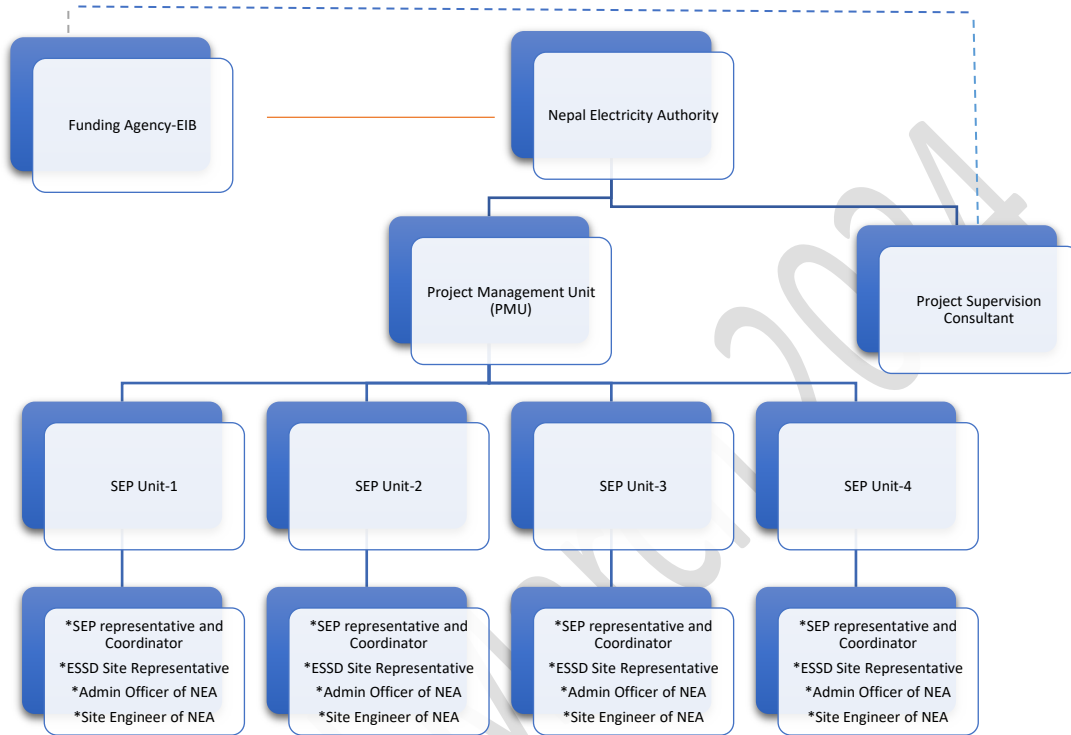 Funding Agency-EIB
Nepal Electricity Authority
Project Management Unit
(PMU)
Project Supervision
Consultant
SEP Unit-1
SEP Unit-2
SEP Unit-3
SEP Unit-4
*SEP representative and
Coordinator
*ESSD Site Representative
*Admin Officer of NEA
*Site Engineer of NEA
*SEP representative and
Coordinator
*ESSD Site Representative
*Admin Officer of NEA
*Site Engineer of NEA
*SEP representative and
Coordinator
*ESSD Site Representative
*Admin Officer of NEA
*Site Engineer of NEA
*SEP representative and
Coordinator
*ESSD Site Representative
*Admin Officer of NEA
*Site Engineer of NEA
2024